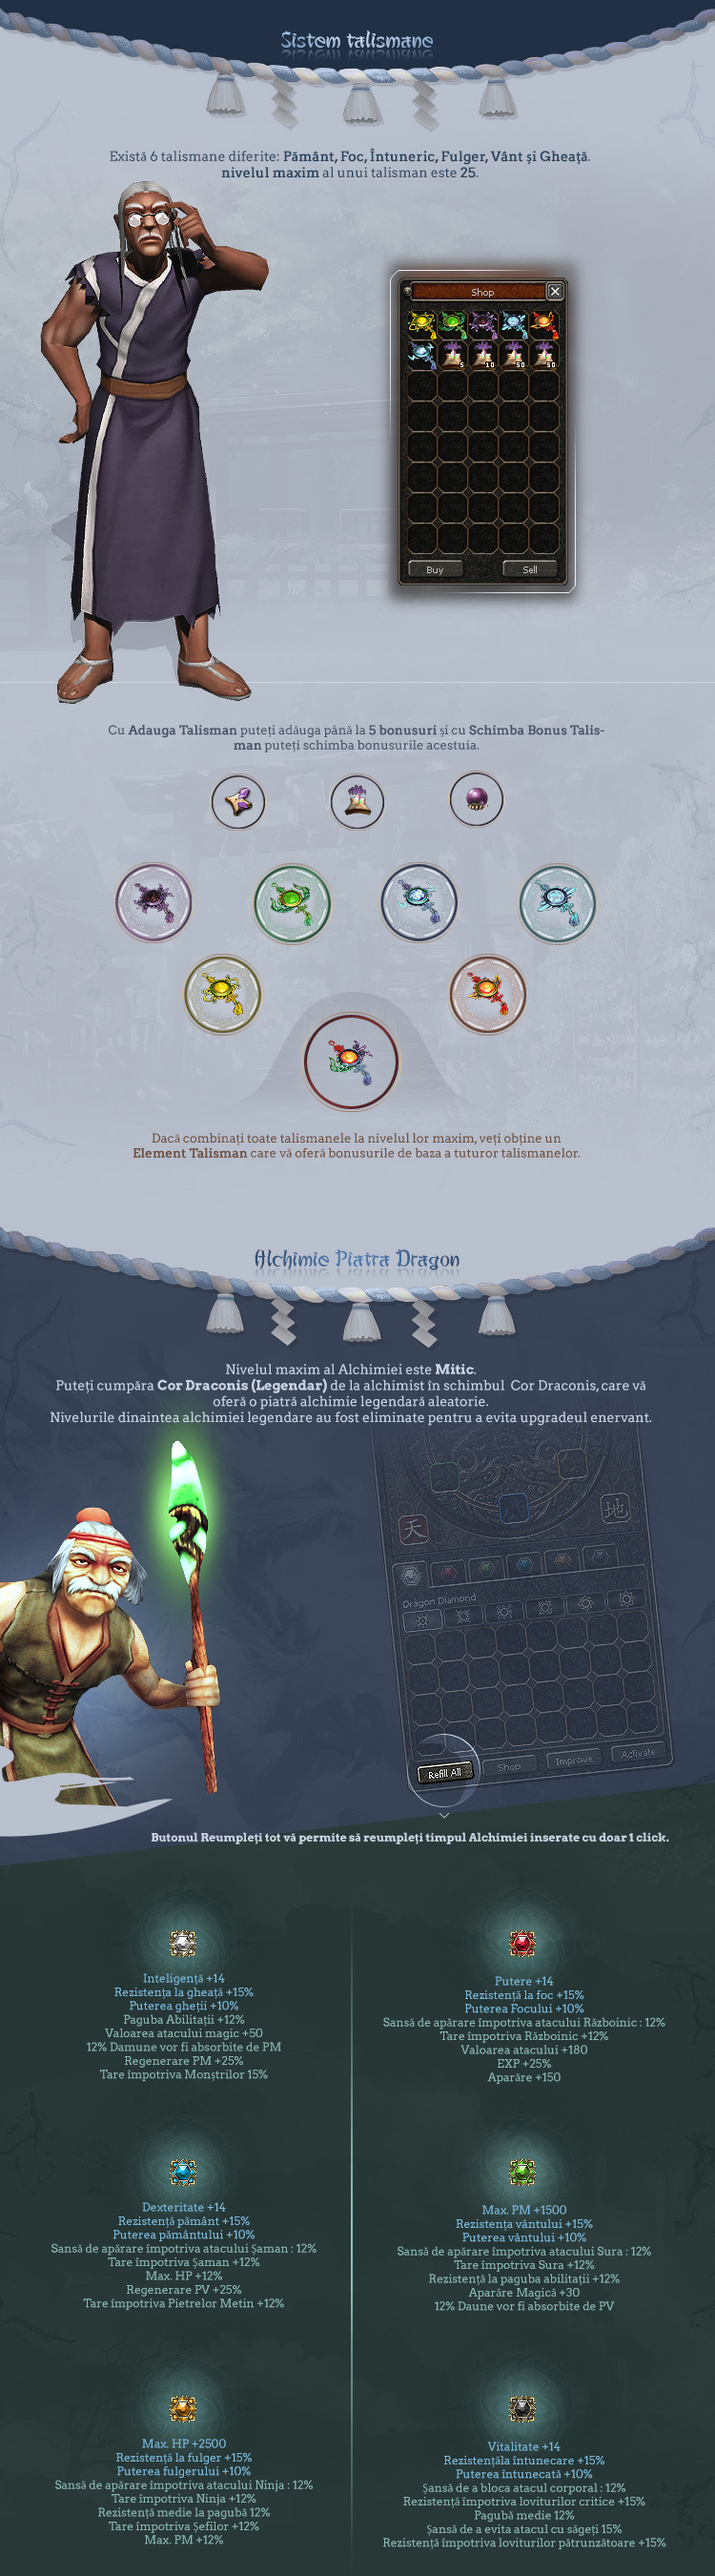 Sistem talismane
Există 6 talismane diferite: Pământ, Foc, Întuneric, Fulger, Vânt și Gheață.
nivelul maxim al unui talisman este 25.
Shop
5 10 50 50
Buy Sell
Cu Adauga Talisman puteți adăuga până la 5 bonusuri și cu Schimba Bonus Talis-
man puteți schimba bonusurile acestuia.
Dacă combinați toate talismanele la nivelul lor maxim, veți obține un
Element Talisman care vă oferă bonusurile de baza a tuturor talismanelor.
Alchimie Piatra Dragon
Nivelul maxim al Alchimiei este Mitic.
Puteți cumpăra Cor Draconis (Legendar) de la alchimist în schimbul Cor Draconis, care vă
oferă o piatră alchimie legendară aleatorie.
Nivelurile dinaintea alchimiei legendare au fost eliminate pentru a evita upgradeul enervant.
天 地
Dragon Diamond
Refill All Shop Improve Activate
Butonul Reumpleți tot vă permite să reumpleți timpul Alchimiei inserate cu doar 1 click.
Inteligență +14
Rezistența la gheață +15%
Puterea gheții +10%
Paguba Abilitații +12%
Valoarea atacului magic +50
12% Damune vor fi absorbite de PM
Regenerare PM +25%
Tare împotriva Monștrilor 15%
Putere +14
Rezistență la foc +15%
Puterea Focului +10%
Sansă de apărare împotriva atacului Războinic : 12%
Tare împotriva Războinic +12%
Valoarea atacului +180
EXP +25%
Aparăre +150
Dexteritate +14
Rezistență pământ +15%
Puterea pământului +10%
Sansă de apărare împotriva atacului Șaman : 12%
Tare împotriva Șaman +12%
Max. HP +12%
Regenerare PV +25%
Tare împotriva Pietrelor Metin +12%
Max. PM +1500
Rezistența vântului +15%
Puterea vântului +10%
Sansă de apărare împotriva atacului Sura : 12%
Tare împotriva Sura +12%
Rezistență la paguba abilitații +12%
Aparăre Magică +30
12% Daune vor fi absorbite de PV
Max. HP +2500
Rezistență la fulger +15%
Puterea fulgerului +10%
Sansă de apărare împotriva atacului Ninja : 12%
Tare împotriva Ninja +12%
Rezistență medie la pagubă 12%
Tare împotriva Șefilor +12%
Max. PM +12%
Vitalitate +14
Rezistențăla întunecare +15%
Puterea întunecată +10%
Șansă de a bloca atacul corporal : 12%
Rezistență împotriva loviturilor critice +15%
Pagubă medie 12%
Șansă de a evita atacul cu săgeți 15%
Rezistență împotriva loviturilor pătrunzătoare +15%